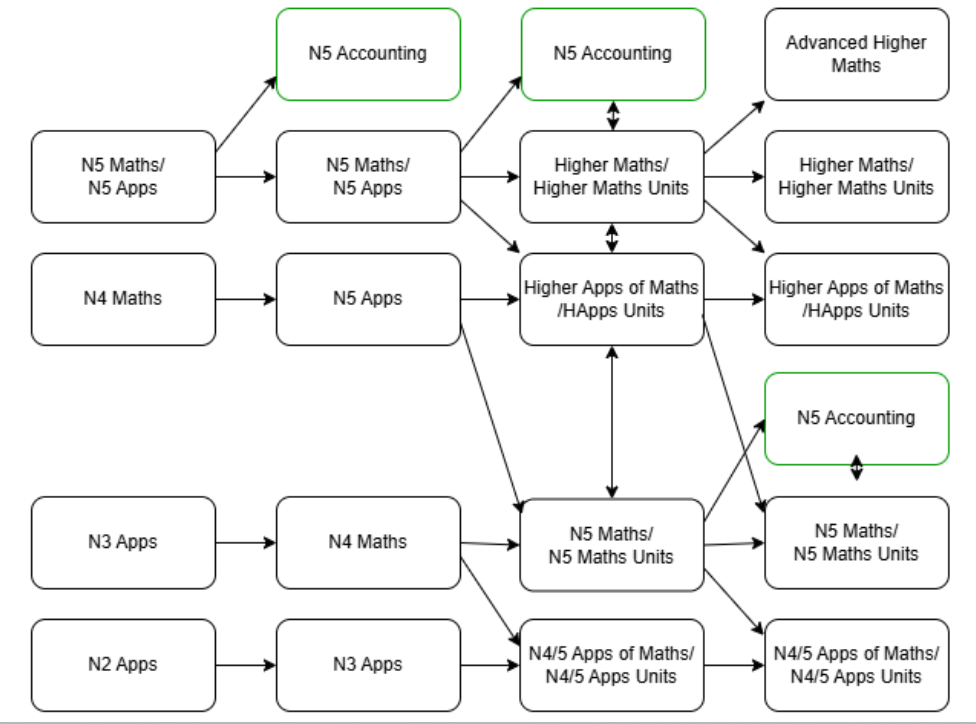 N5 Accounting
N5 Accounting
Advanced Higher
Maths
N5 Maths/
N5 Apps
N5 Maths/
N5 Apps
Higher Maths/
Higher Maths Units
Higher Maths/
Higher Maths Units
N4 Maths
N5 Apps
Higher Apps of Maths
/HApps Units
Higher Apps of Maths
/HApps Units
N5 Accounting
N3 Apps
N4 Maths
N5 Maths/
N5 Maths Units
N5 Maths/
N5 Maths Units
N2 Apps
N3 Apps
N4/5 Apps of Maths/
N4/5 Apps Units
N4/5 Apps of Maths/
N4/5 Apps Units